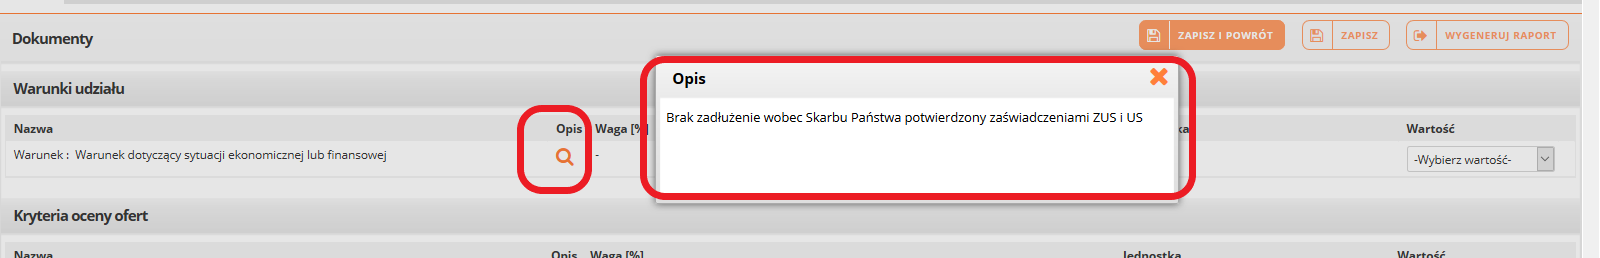 Dokumenty
ZAPISZ I POWRÓT
ZAPISZ
WYGENERUJ RAPORT
Opis
Brak zadłużenie wobec Skarbu Państwa potwierdzony zaświadczeniami ZUS i US
Warunki udziału
Nazwa Opis Waga [%] Wartość
Warunek : Warunek dotyczący sytuacji ekonomicznej lub finansowej - -Wybierz wartość-
Kryteria oceny ofert
Nazwa Opis Waga [%] Jednostka Wartość